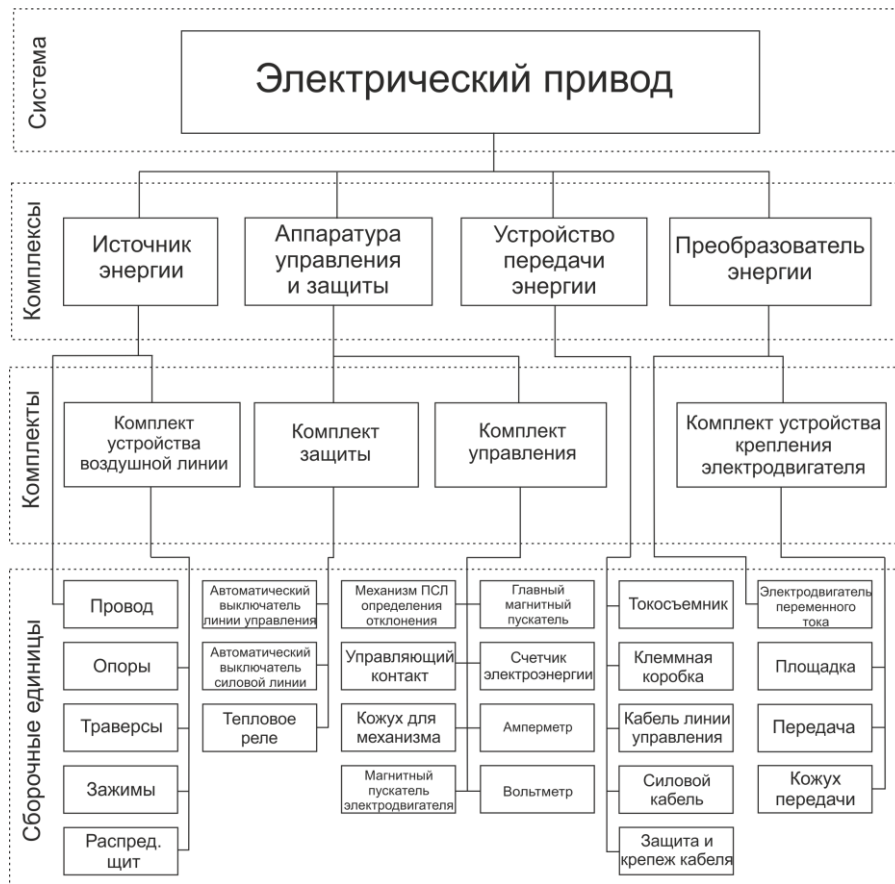 Система
Электрический привод
Комплексы
Источник
энергии
Аппаратура
управления
и защиты
Устройство
передачи
энергии
Преобразователь
энергии
Комплекты
Комплект
устройства
воздушной линии
Комплект
защиты
Комплект
управления
Комплект устройства
крепления
электродвигателя
Сборочные единицы
Провод
Опоры
Траверсы
Зажимы
Распред.
щит
Автоматический
выключатель
линии управления
Автоматический
выключатель
силовой линии
Тепловое
реле
Механизм ПСЛ
определения
отклонения
Управляющий
контакт
Кожух для
механизма
Магнитный
пускатель
электродвигателя
Главный
магнитный
пускатель
Счетчик
электроэнергии
Амперметр
Вольтметр
Токосъемник
Клеммная
коробка
Кабель линии
управления
Силовой
кабель
Защита и
крепеж кабеля
Электродвигатель
переменного
тока
Площадка
Передача
Кожух
передачи